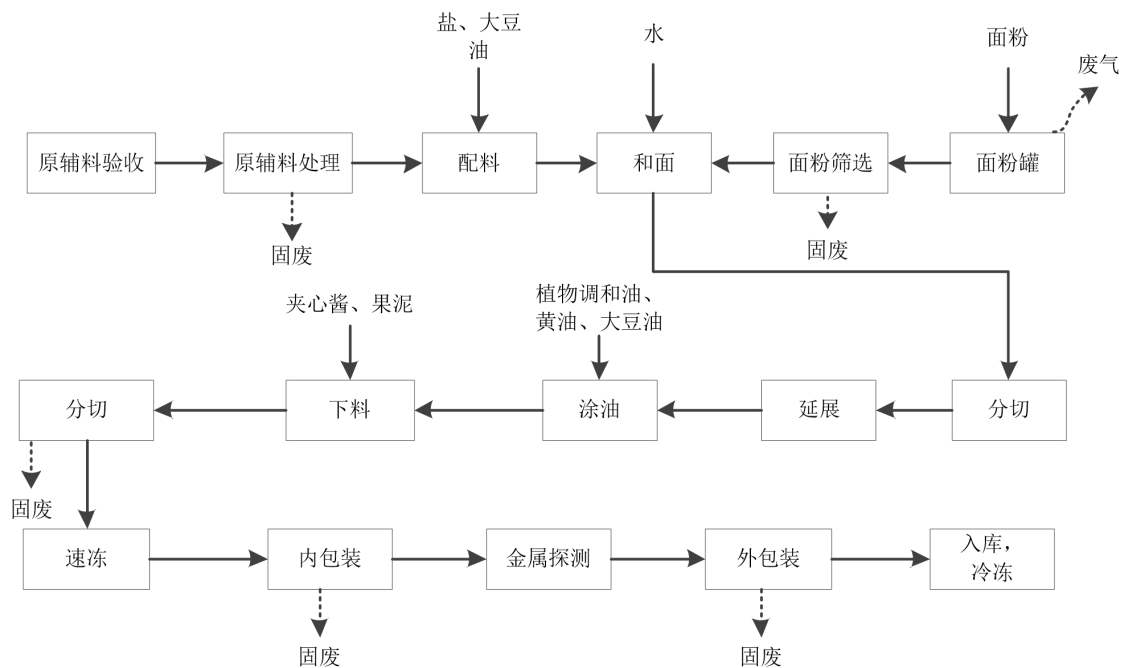 盐、大豆
油
水
面粉
废气
原辅料验收
原辅料处理
配料
和面
面粉筛选
面粉罐
固废
固废
夹心酱、果泥
植物调和油、
黄油、大豆油
分切
下料
涂油
延展
分切
固废
速冻
内包装
金属探测
外包装
入库，
冷冻
固废
固废